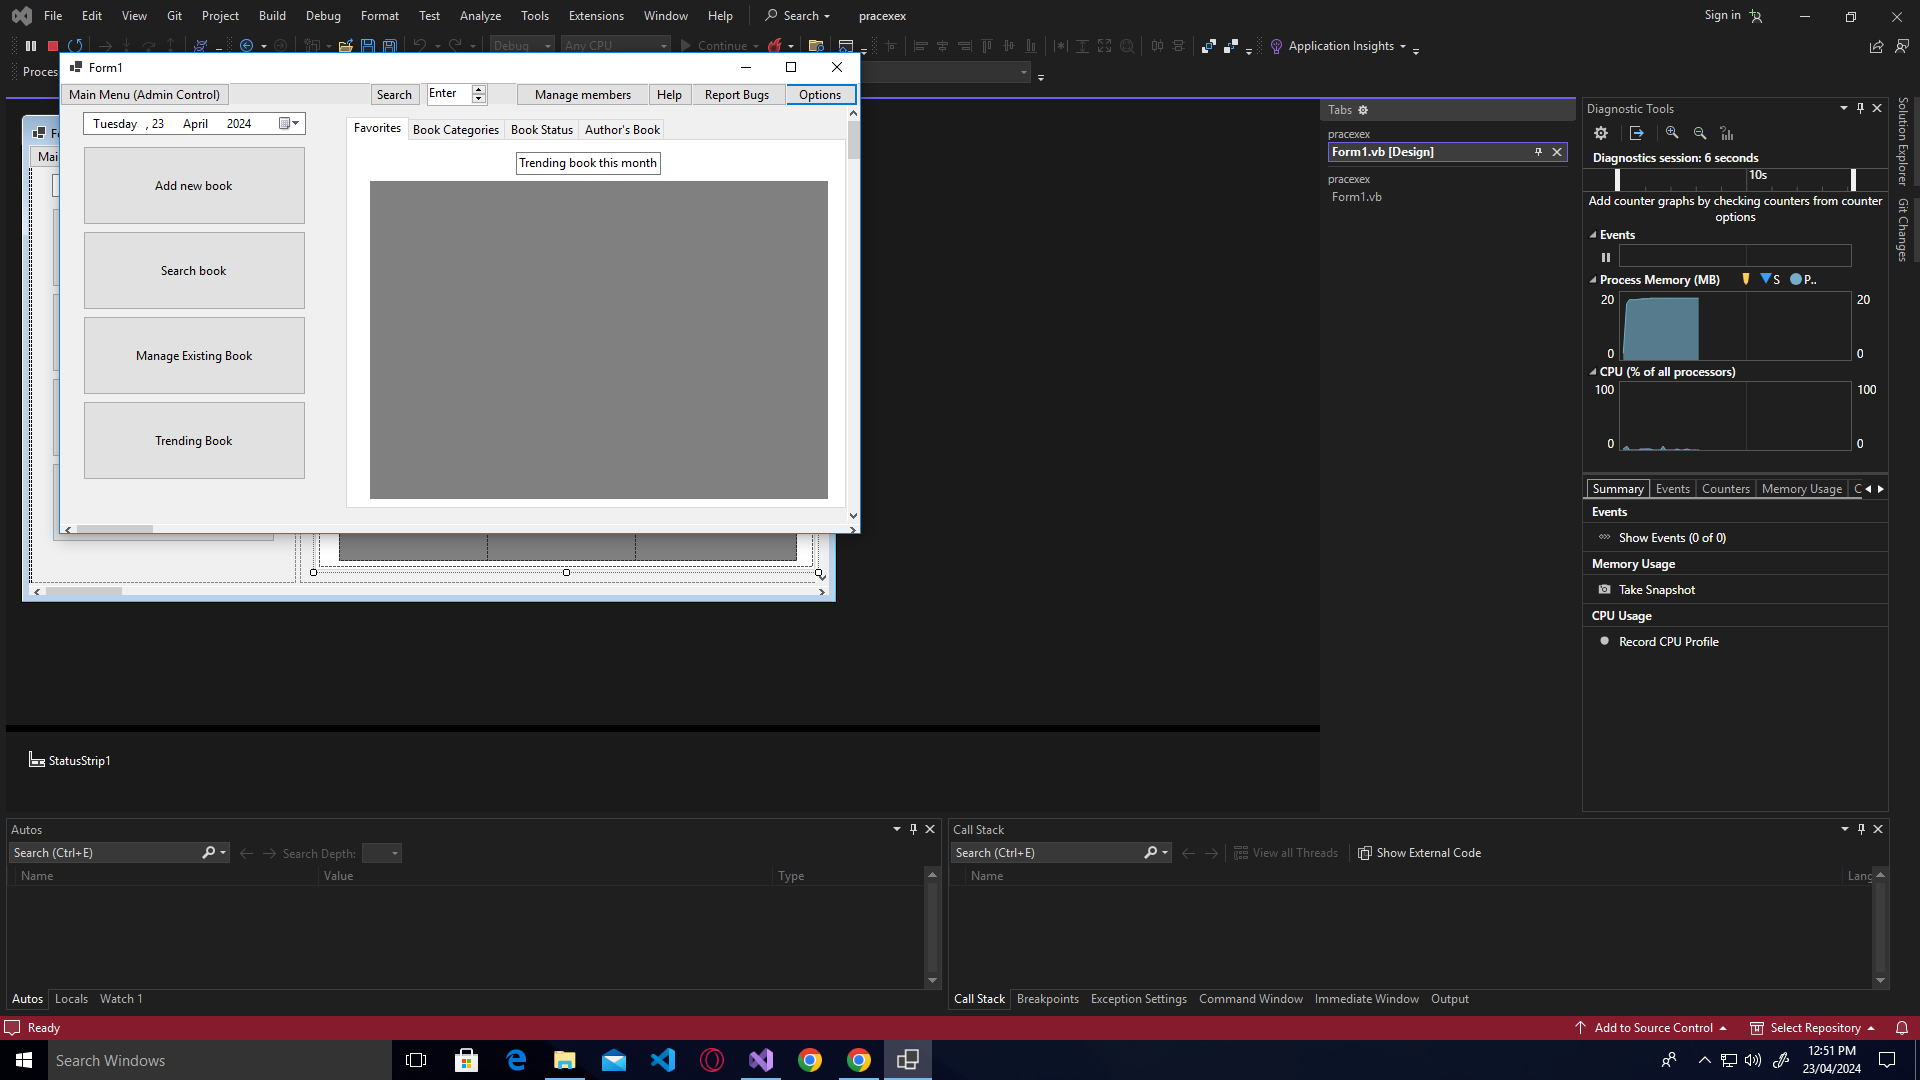 File Edit View Git Project Build Debug Format Test Analyze Tools Extensions Window Help Search pracexex Sign in
Debug Any CPU Continue Application Insights
Proces
Form1
Main Menu (Admin Control) Search Enter Manage members Help Report Bugs Options
Tuesday , 23 April 2024
Favorites Book Categories Book Status Author's Book
Trending book this month
Add new book
Search book
Manage Existing Book
Trending Book
Fo
Mai
StatusStrip1
Tabs
pracexex
Form1.vb [Design]
pracexex
Form1.vb
Diagnostic Tools
Diagnostics session: 6 seconds
10s
Add counter graphs by checking counters from counter
options
Events
Process Memory (MB) S P..
20 20
0 0
CPU (% of all processors)
100 100
0 0
Summary Events Counters Memory Usage C
Events
Show Events (0 of 0)
Memory Usage
Take Snapshot
CPU Usage
Record CPU Profile
Solution Explorer
Git Changes
Autos
Search (Ctrl+E) Search Depth:
Name Value Type
Autos Locals Watch 1
Call Stack
Search (Ctrl+E) View all Threads Show External Code
Name Lang
Call Stack Breakpoints Exception Settings Command Window Immediate Window Output
Ready Add to Source Control Select Repository
Search Windows
12:51 PM
23/04/2024